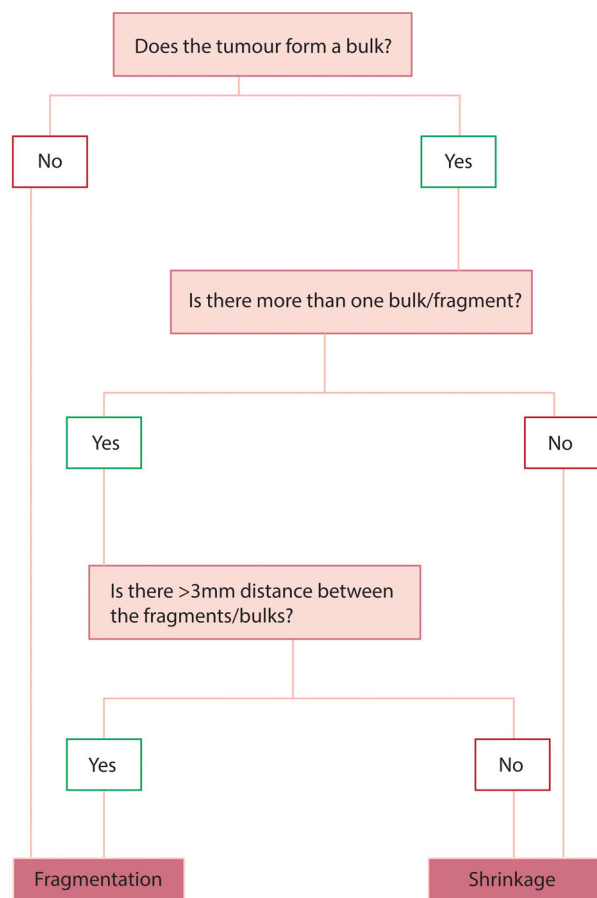 Does the tumour form a bulk?
No
Yes
Is there more than one bulk/fragment?
Yes
No
Is there >3mm distance between
the fragments/bulks?
Yes
No
Fragmentation
Shrinkage